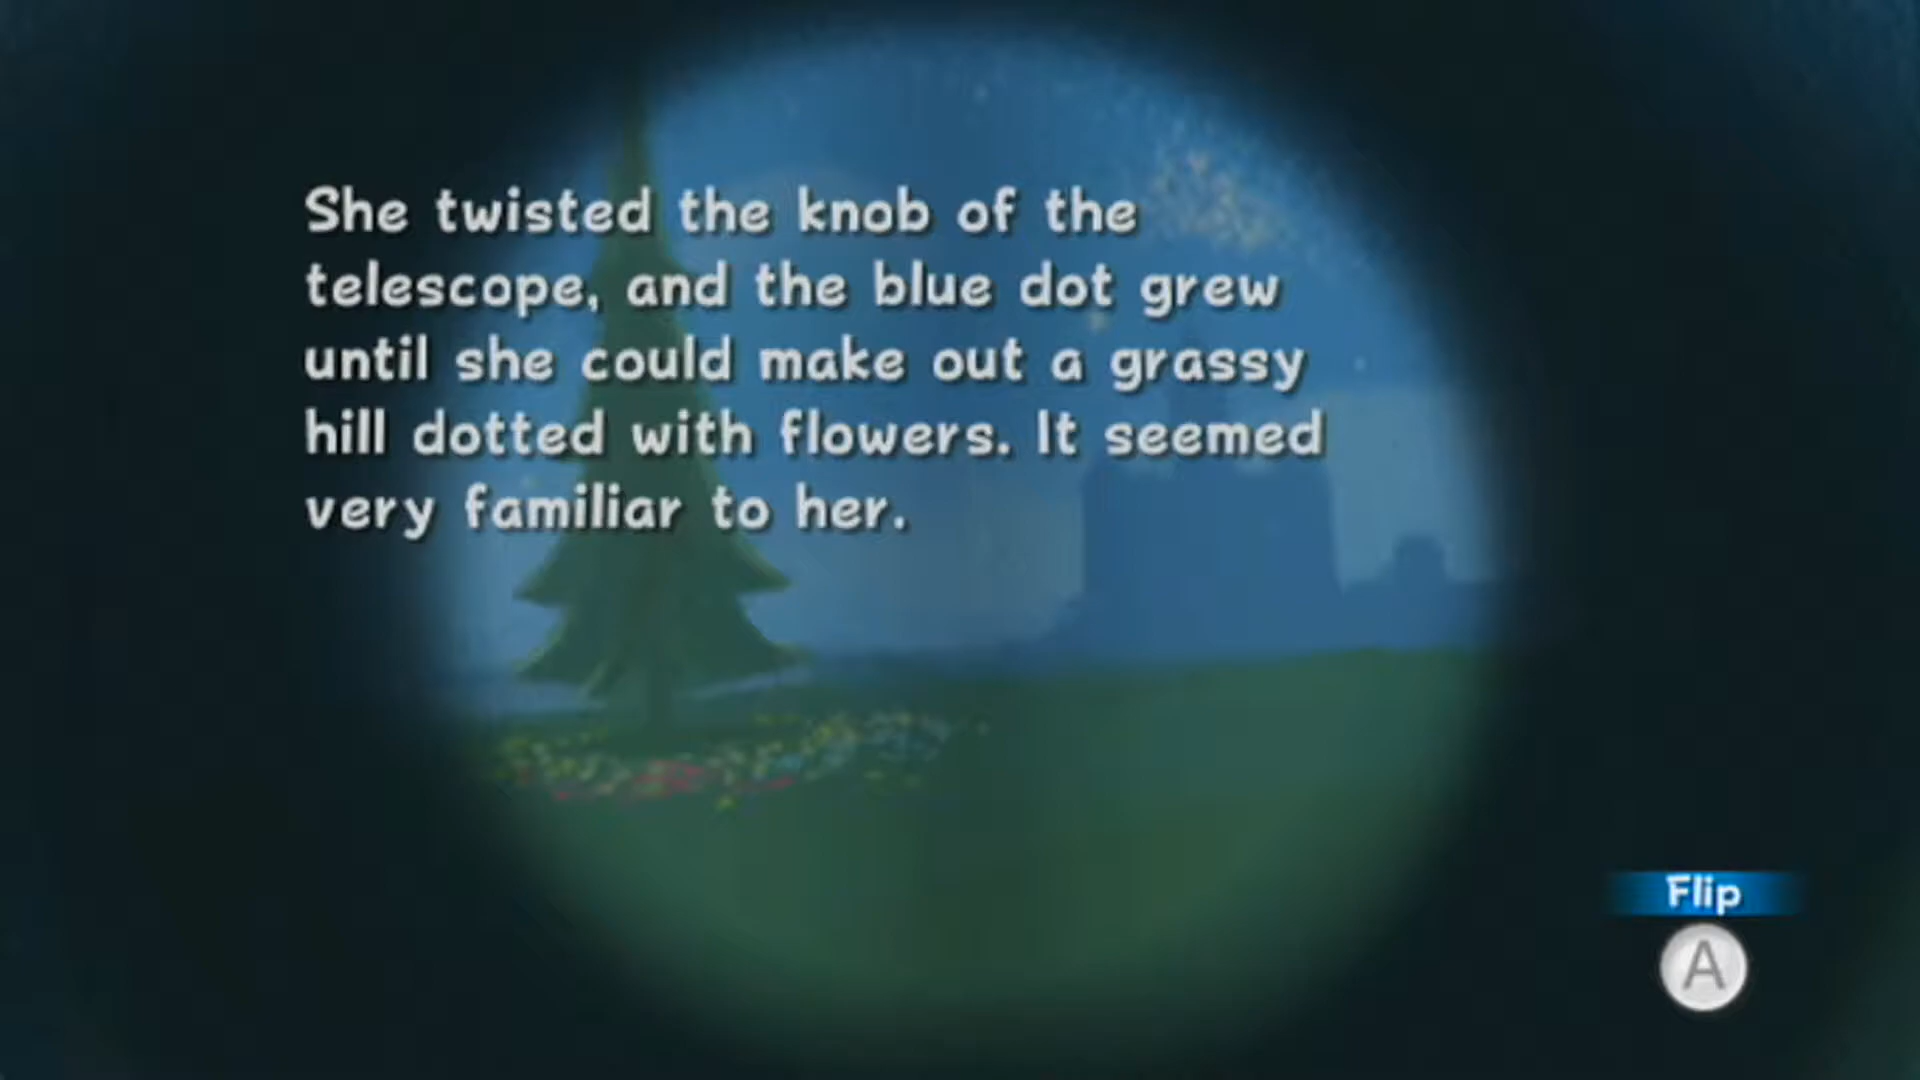 She twisted the knob of the
telescope, and the blue dot grew
until she could make out a grassy
hill dotted with flowers. It seemed
very familiar to her.
Flip
A